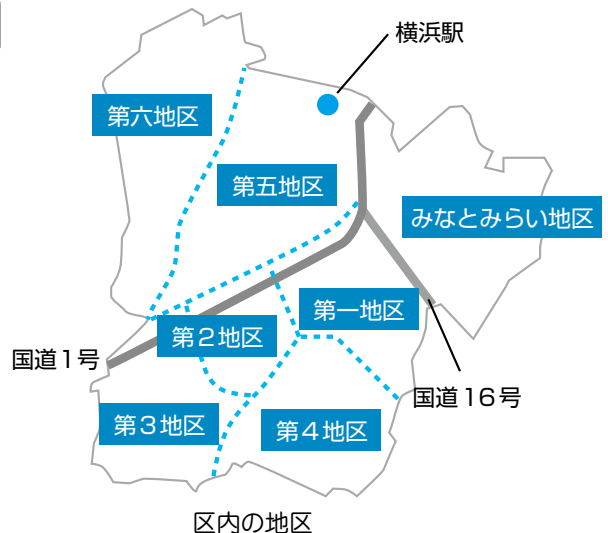 横浜駅
第六地区
第五地区
みなとみらい地区
第一地区
第2地区
国道1号
国道16号
第3地区
第4地区
区内の地区